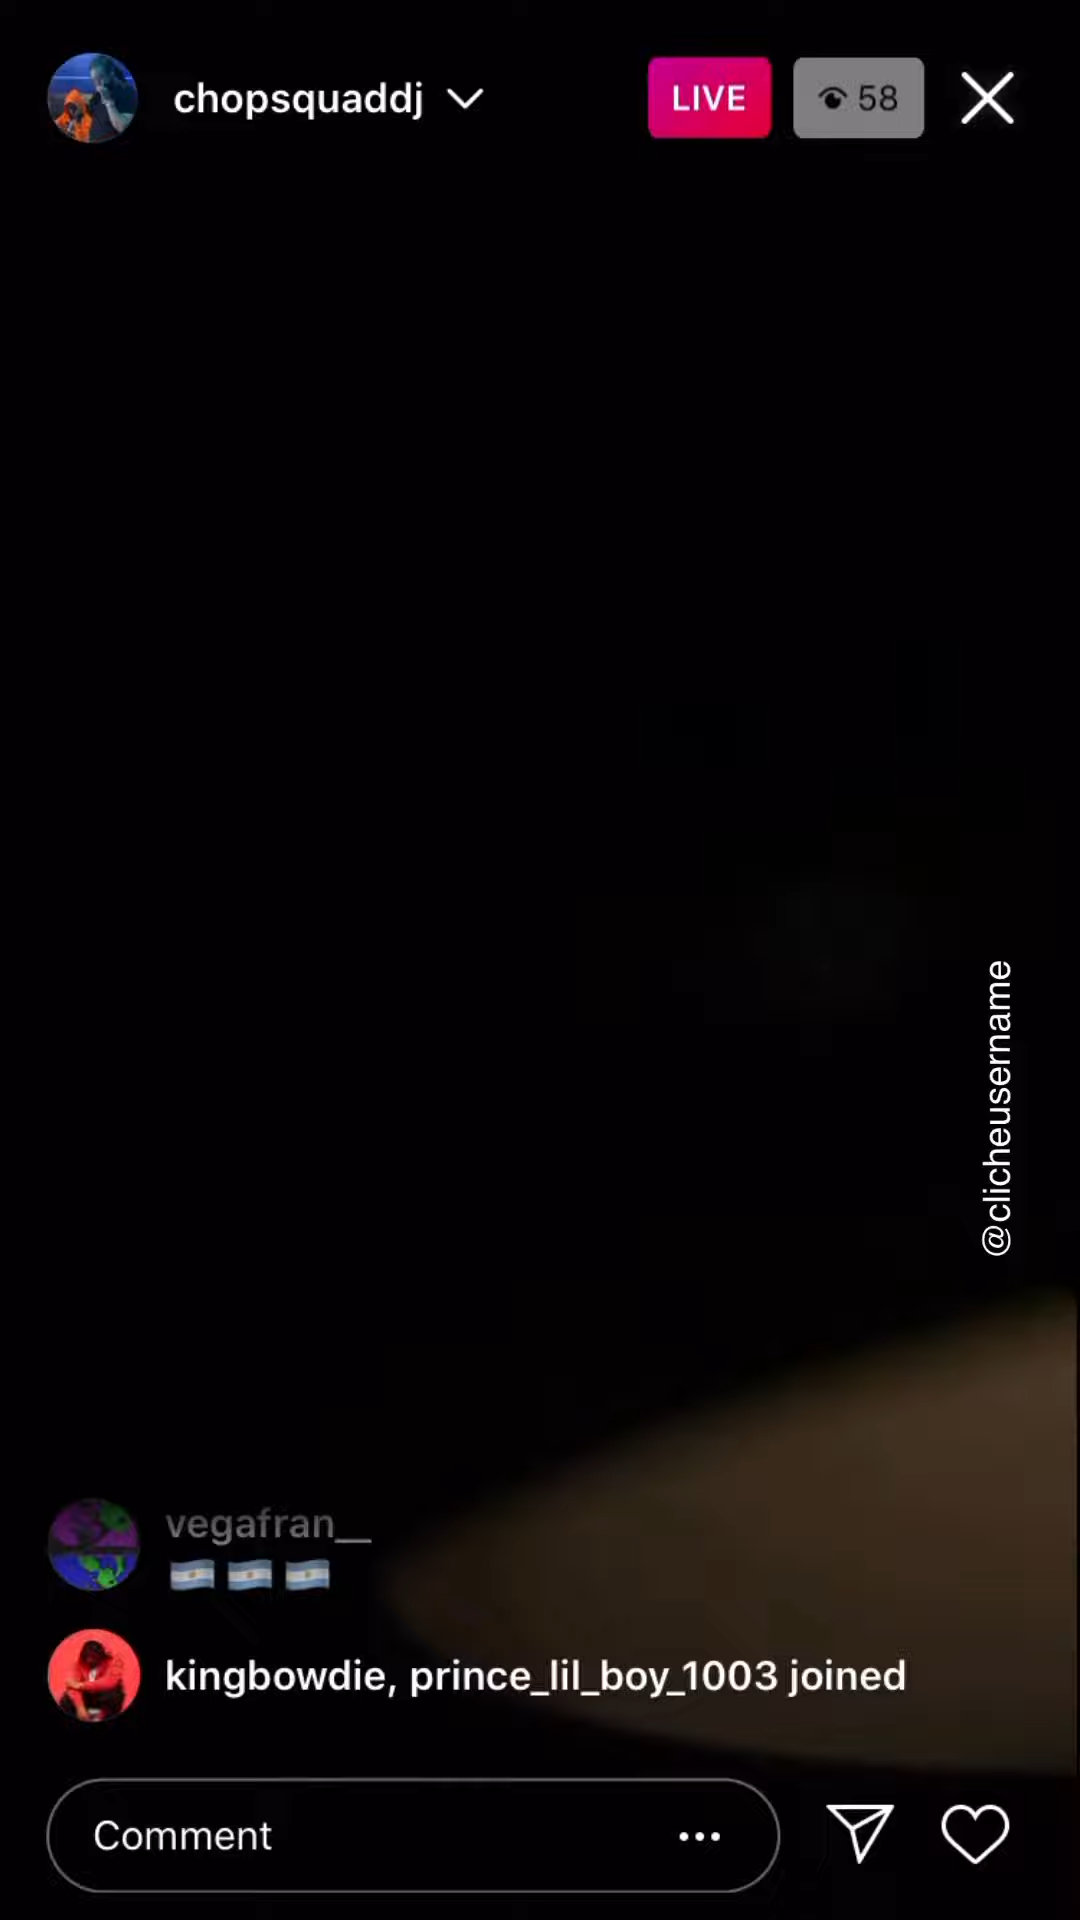 chopsquaddj
LIVE
58
@clicheusername
vegafran__
🇦🇷 🇦🇷 🇦🇷
kingbowdie, prince_lil_boy_1003 joined
Comment